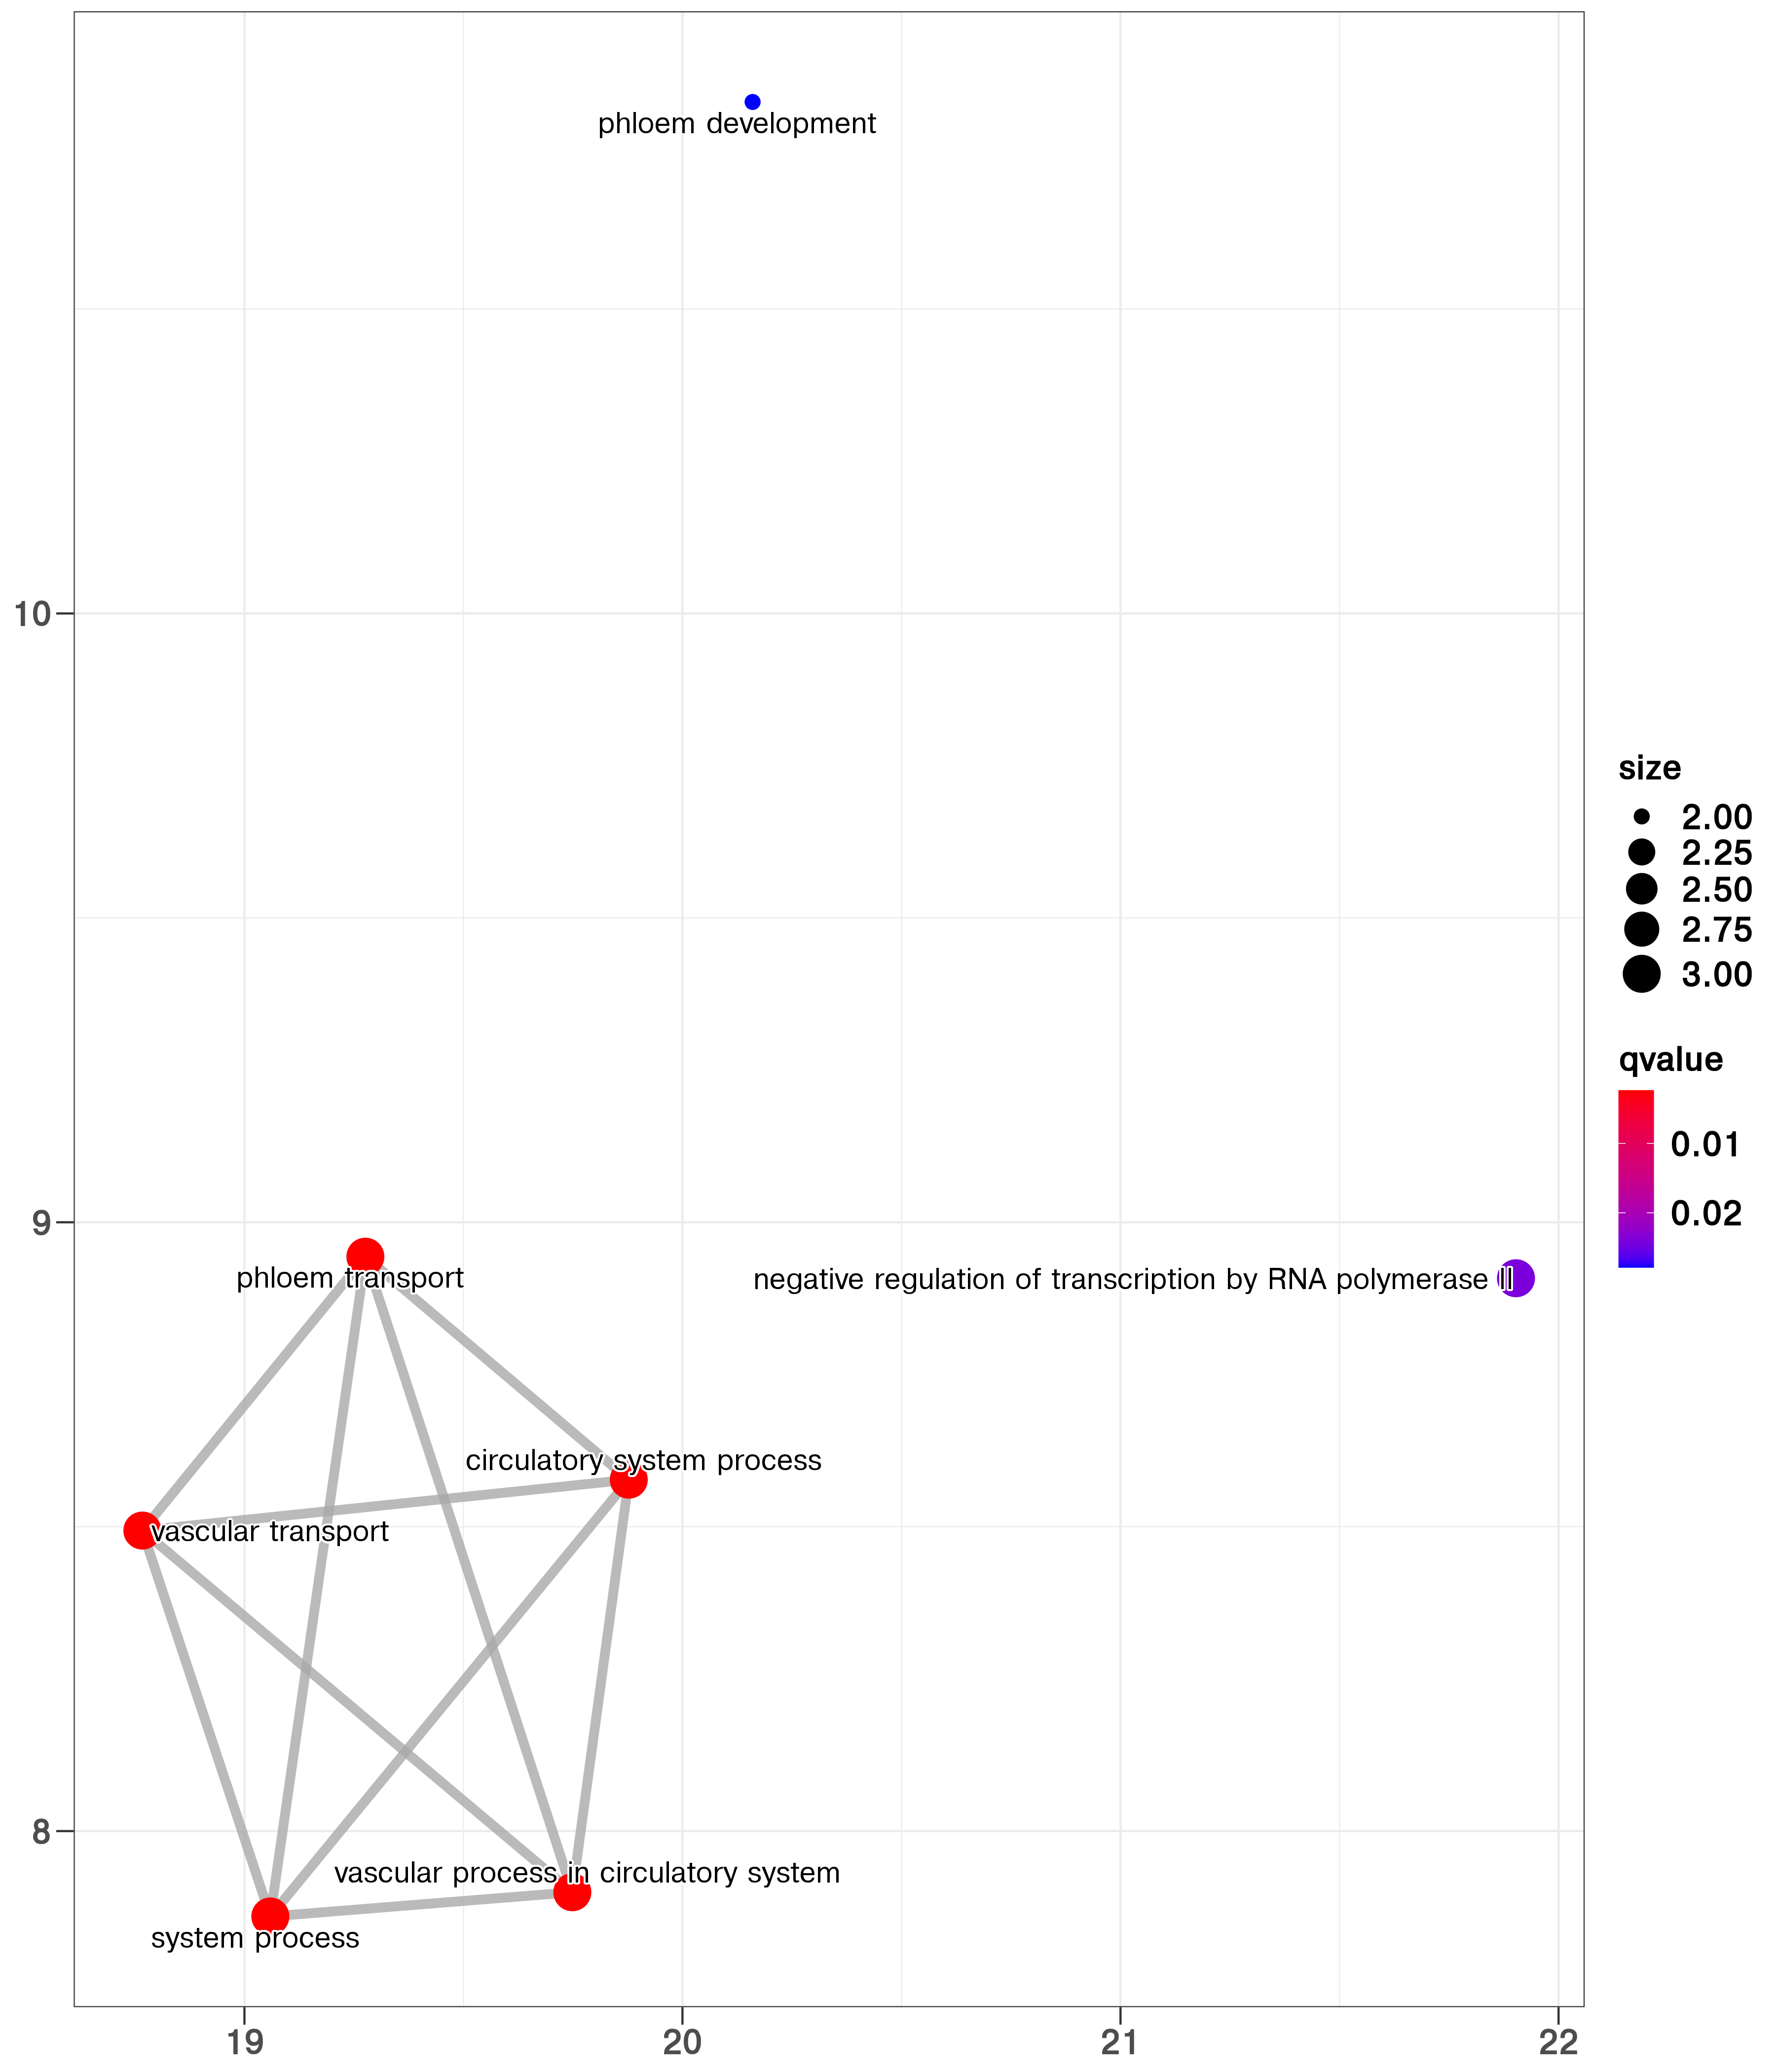 phloem development
10
9
8
phloem transport
negative regulation of transcription by RNA polymerase II
circulatory system process
vascular transport
vascular process in circulatory system
system process
19
20
21
22
size
2.00
2.25
2.50
2.75
3.00
qvalue
0.01
0.02